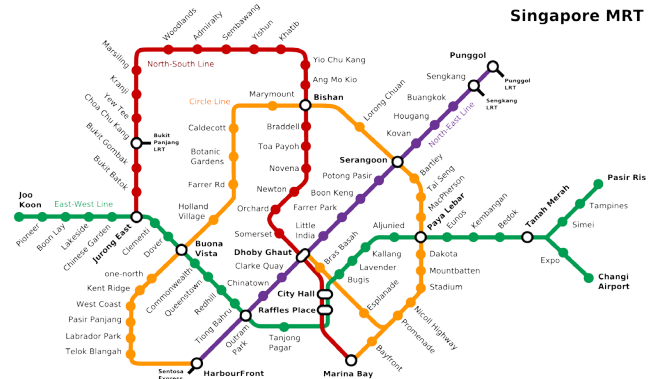 Singapore MRT
Woodlands
Admiralty
Sembawang
Yishun
Khatib
Marsiling
North-South Line
Yio Chu Kang
Punggol
Kranji
Ang Mo Kio
Sengkang
Punggol
LRT
Yew Tee
Circle Line
Marymount
Bishan
Buangkok
Sengkang
LRT
Choa Chu Kang
Lorong Chuan
Hougang
North-East Line
Caldecott
Braddell
Kovan
Bukit
Panjang
LRT
Bukit Gombak
Botanic
Gardens
Toa Payoh
Serangoon
Bartley
Bukit Batok
Novena
Potong Pasir
Tai Seng
Farrer Rd
Newton
Boon Keng
MacPherson
Joo
Koon
East-West Line
Holland
Village
Orchard
Farrer Park
Paya Lebar
Tanah Merah
Pasir Ris
Pioneer
Boon Lay
Lakeside
Chinese Garden
Jurong East
Clementi
Dover
Somerset
Little
India
Bras Basah
Aljunied
Eunos
Kembangan
Bedok
Tampines
Simei
Buona
Vista
Dhoby Ghaut
Clarke Quay
Kallang
Lavender
Bugis
Dakota
Mountbatten
Stadium
Expo
Changi
Airport
one-north
Kent Ridge
Commonwealth
Queenstown
Redhill
Tiong Bahru
Chinatown
City Hall
Raffles Place
Esplanade
Nicoll Highway
Promenade
Bayfront
West Coast
Pasir Panjang
Labrador Park
Telok Blangah
Outram
Park
Tanjong
Pagar
Sentosa
Express
HarbourFront
Marina Bay